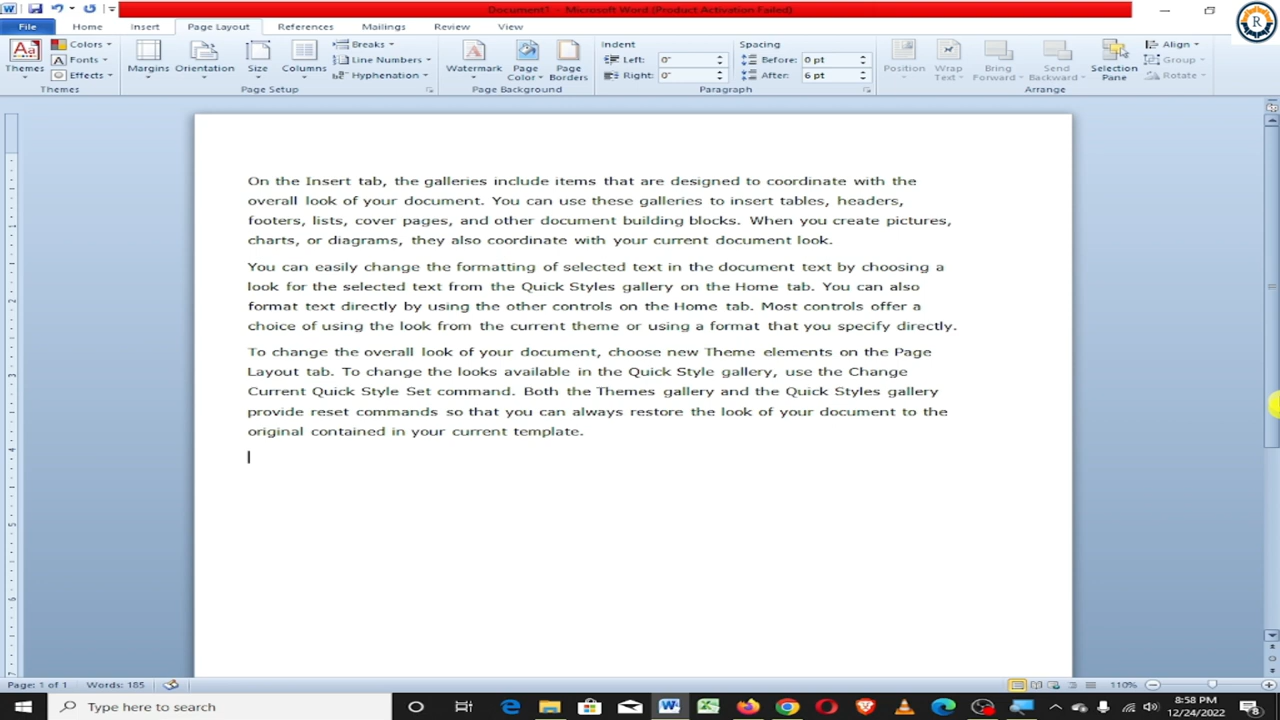 Document1 - Microsoft Word (Product Activation Failed)
File Home Insert Page Layout References Mailings Review View
R
Themes
Colors
Fonts
Effects
Themes
Margins
Orientation
Size
Columns
Breaks
Line Numbers
Hyphenation
Page Setup
Watermark
Page Color
Page Borders
Page Background
Indent
Left: 0"
Right: 0"
Spacing
Before: 0 pt
After: 6 pt
Paragraph
Position
Wrap Text
Bring Forward
Send Backward
Selection Pane
Align
Group
Rotate
Arrange
On the Insert tab, the galleries include items that are designed to coordinate with the
overall look of your document. You can use these galleries to insert tables, headers,
footers, lists, cover pages, and other document building blocks. When you create pictures,
charts, or diagrams, they also coordinate with your current document look.
You can easily change the formatting of selected text in the document text by choosing a
look for the selected text from the Quick Styles gallery on the Home tab. You can also
format text directly by using the other controls on the Home tab. Most controls offer a
choice of using the look from the current theme or using a format that you specify directly.
To change the overall look of your document, choose new Theme elements on the Page
Layout tab. To change the looks available in the Quick Style gallery, use the Change
Current Quick Style Set command. Both the Themes gallery and the Quick Styles gallery
provide reset commands so that you can always restore the look of your document to the
original contained in your current template.
Page: 1 of 1 Words: 185 110%
Type here to search
8:58 PM
12/24/2022